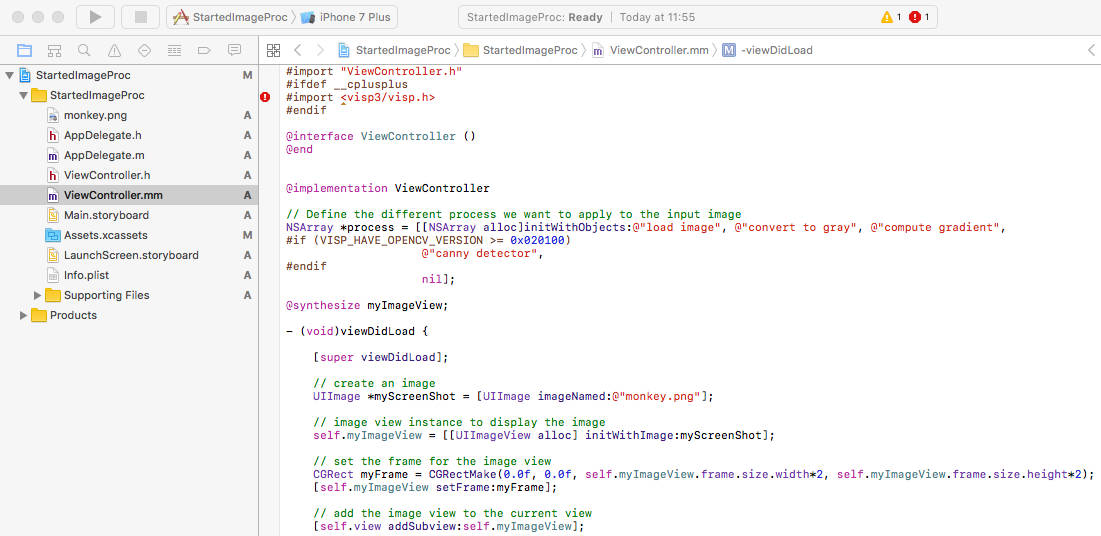 StartedImageProc iPhone 7 Plus StartedImageProc: Ready | Today at 11:55 1 1
StartedImageProc StartedImageProc ViewController.mm M -viewDidLoad
StartedImageProc M
StartedImageProc
monkey.png A
h AppDelegate.h A
m AppDelegate.m A
h ViewController.h A
m ViewController.mm A
Main.storyboard A
Assets.xcassets M
LaunchScreen.storyboard A
Info.plist A
Supporting Files A
Products
#import "ViewController.h"
#ifdef __cplusplus
#import <visp3/visp.h>
#endif
@interface ViewController ()
@end
@implementation ViewController
// Define the different process we want to apply to the input image
NSArray *process = [[NSArray alloc]initWithObjects:@"load image", @"convert to gray", @"compute gradient",
#if (VISP_HAVE_OPENCV_VERSION >= 0x020100)
@"canny detector",
#endif
nil];
@synthesize myImageView;
- (void)viewDidLoad {
[super viewDidLoad];
// create an image
UIImage *myScreenShot = [UIImage imageNamed:@"monkey.png"];
// image view instance to display the image
self.myImageView = [[UIImageView alloc] initWithImage:myScreenShot];
// set the frame for the image view
CGRect myFrame = CGRectMake(0.0f, 0.0f, self.myImageView.frame.size.width*2, self.myImageView.frame.size.height*2);
[self.myImageView setFrame:myFrame];
// add the image view to the current view
[self.view addSubview:self.myImageView];